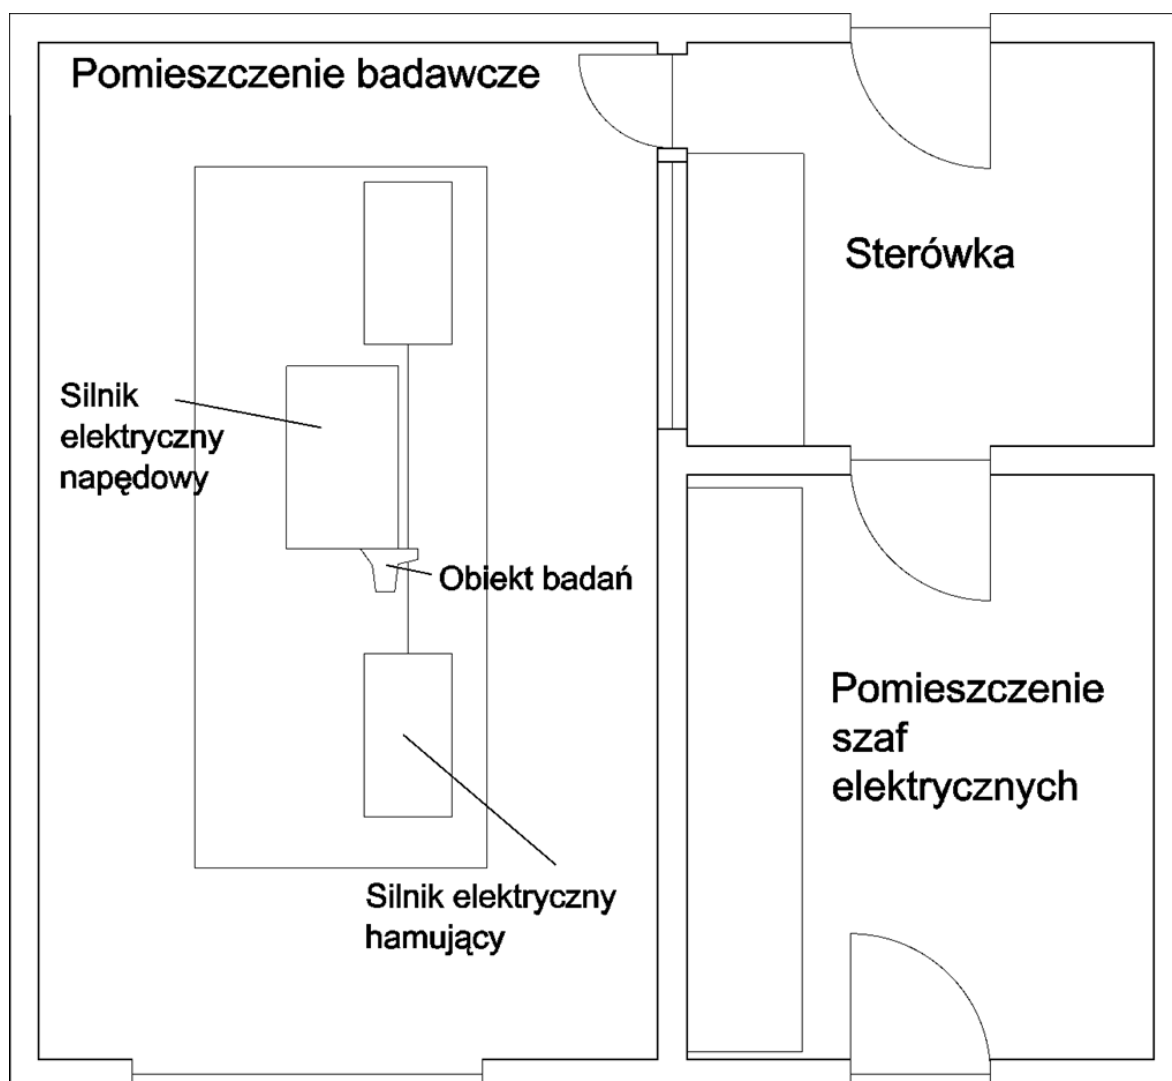 Pomieszczenie badawcze
Sterówka
Silnik
elektryczny
napędowy
Obiekt badań
Pomieszczenie
szaf
elektrycznych
Silnik elektryczny
hamujący